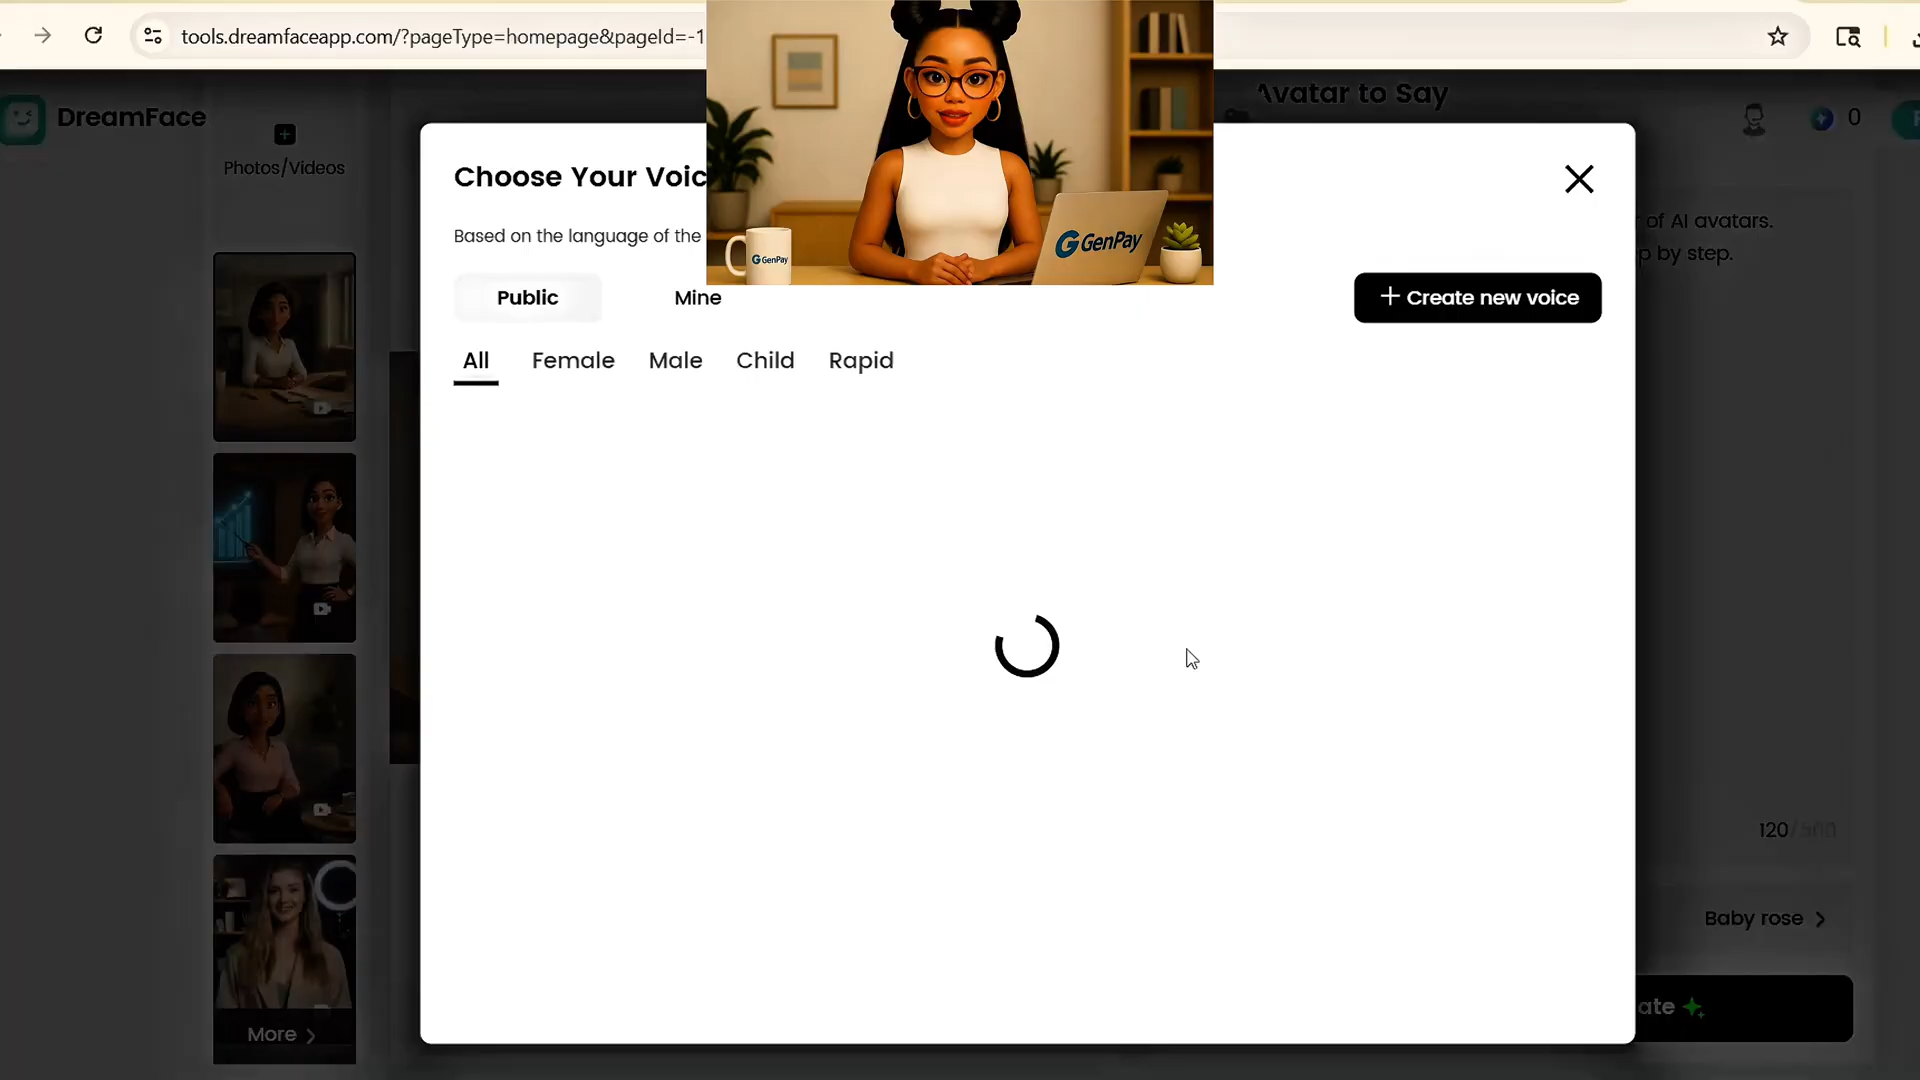 tools.dreamfaceapp.com/?pageType=homepage&pageId=-1
DreamFace
Photos/Videos
Avatar to Say
0
Choose Your Voic
Based on the language of the
GenPay
GenPay
of AI avatars.
by step.
Public
Mine
+ Create new voice
All
Female
Male
Child
Rapid
120/500
Baby rose >
More >